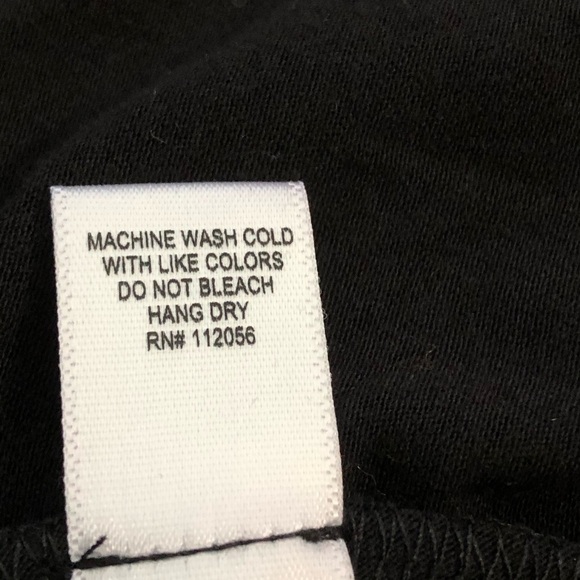 MACHINE WASH COLD
WITH LIKE COLORS
DO NOT BLEACH
HANG DRY
RN# 112056